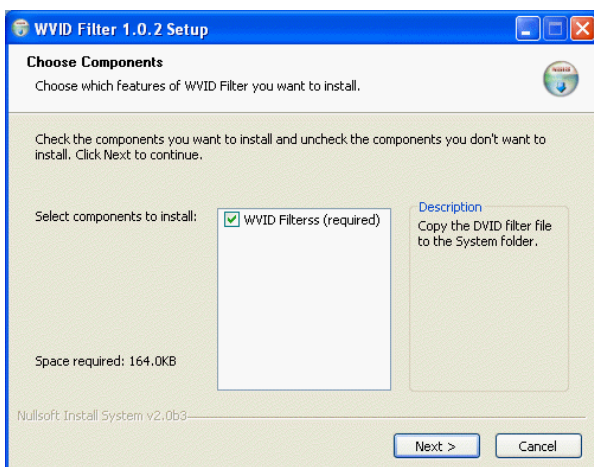 WVID Filter 1.0.2 Setup
Choose Components
Choose which features of WVID Filter you want to install.
Check the components you want to install and uncheck the components you don't want to
install. Click Next to continue.
Select components to install:
WVID Filterss (required)
Description
Copy the DVID filter file
to the System folder.
Space required: 164.0KB
Nullsoft Install System v2.0b3
Next >
Cancel